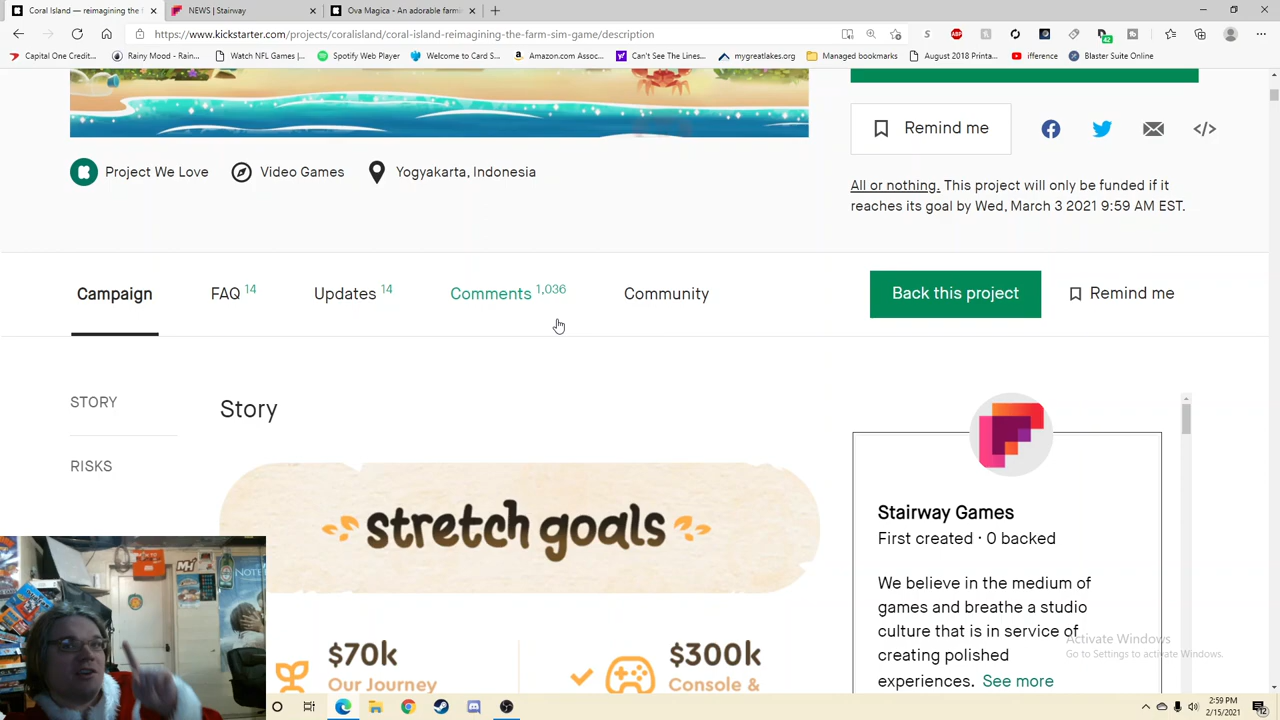 Coral Island — reimagining the
NEWS | Stairway
Ova Magica - An adorable farmi
https://www.kickstarter.com/projects/coralisland/coral-island-reimagining-the-farm-sim-game/description
Capital One Credit...
Rainy Mood - Rain...
Watch NFL Games |...
Spotify Web Playe...
Welcome to Card S...
Amazon.com Assoc...
Can't See The Lines...
mygreatlakes.org
Managed bookmarks
August 2018 Printa...
ifference
Blaster Suite Online
Remind me
Project We Love
Video Games
Yogyakarta, Indonesia
All or nothing. This project will only be funded if it
reaches its goal by Wed, March 3 2021 9:59 AM EST.
Campaign
FAQ 14
Updates 14
Comments 1,036
Community
Back this project
Remind me
STORY
RISKS
Story
stretch goals
$70k
Our Journey
$300k
Console &
Stairway Games
First created · 0 backed
We believe in the medium of
games and breathe a studio
culture that is in service of
creating polished
experiences. See more
Activate Windows
Go to Settings to activate Windows.
2:59 PM
2/15/2021